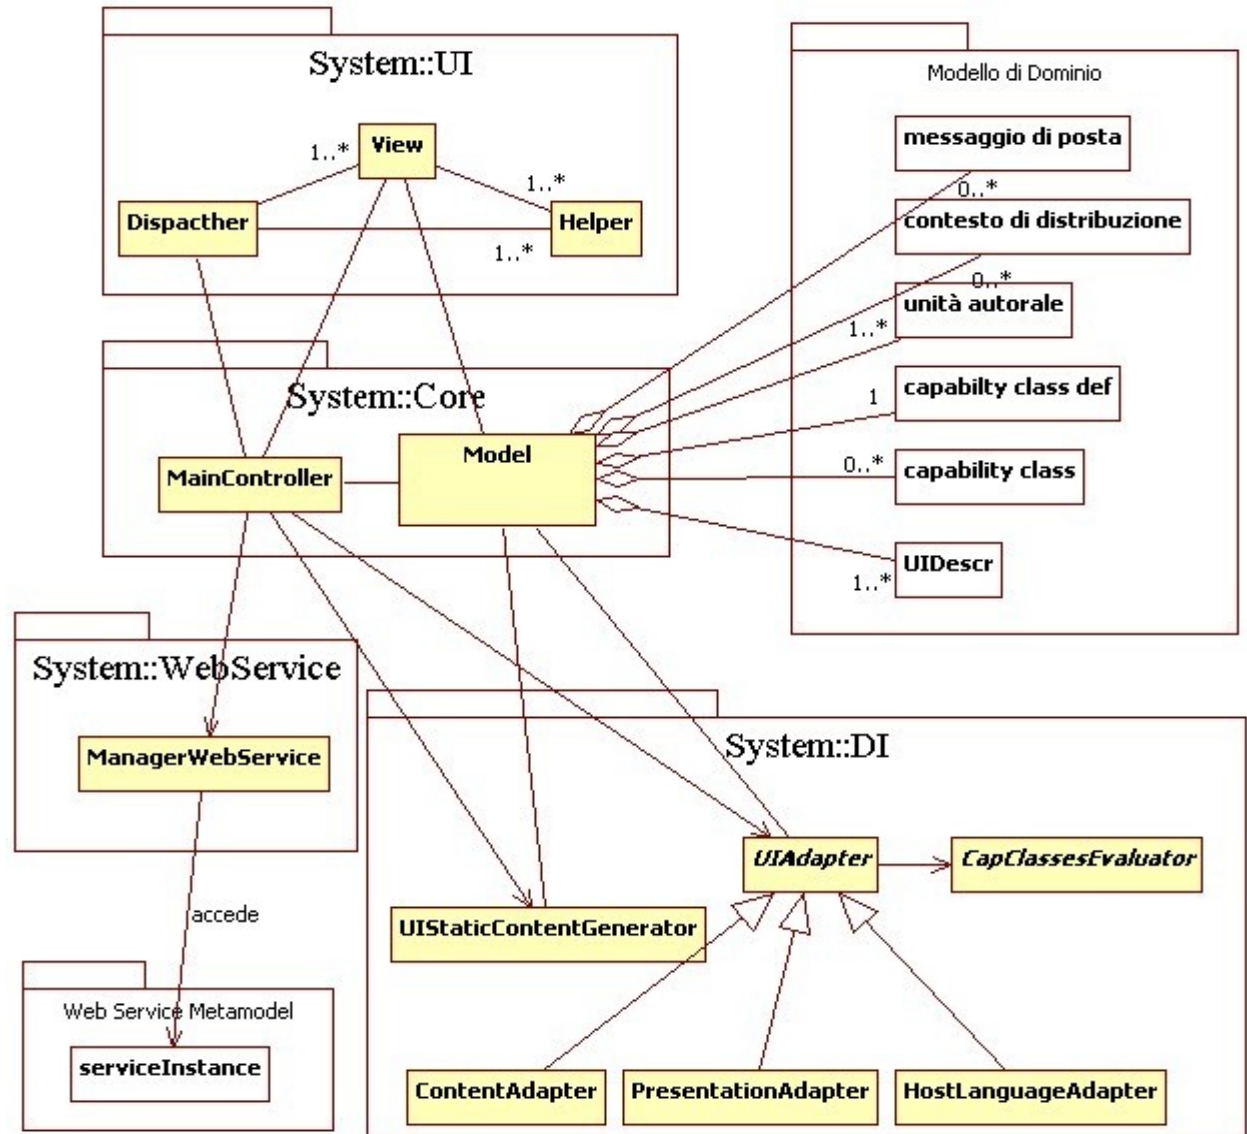 System::UI
View
1..*
1..*
Dispacther
Helper
1..*
Modello di Dominio
messaggio di posta
0..*
contesto di distribuzione
0..*
unità autorale
1..*
capabilty class def
1
capability class
0..*
UIDescr
1..*
System::Core
Model
MainController
System::WebService
ManagerWebService
accede
Web Service Metamodel
serviceInstance
System::DI
UIAdapter
CapClassesEvaluator
UIStaticContentGenerator
ContentAdapter
PresentationAdapter
HostLanguageAdapter